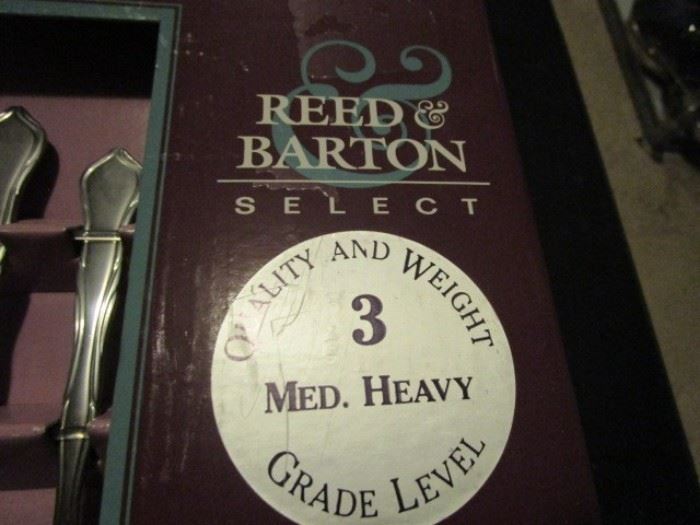 REED &
BARTON
SELECT
QUALITY AND WEIGHT
3
MED. HEAVY
GRADE LEVEL